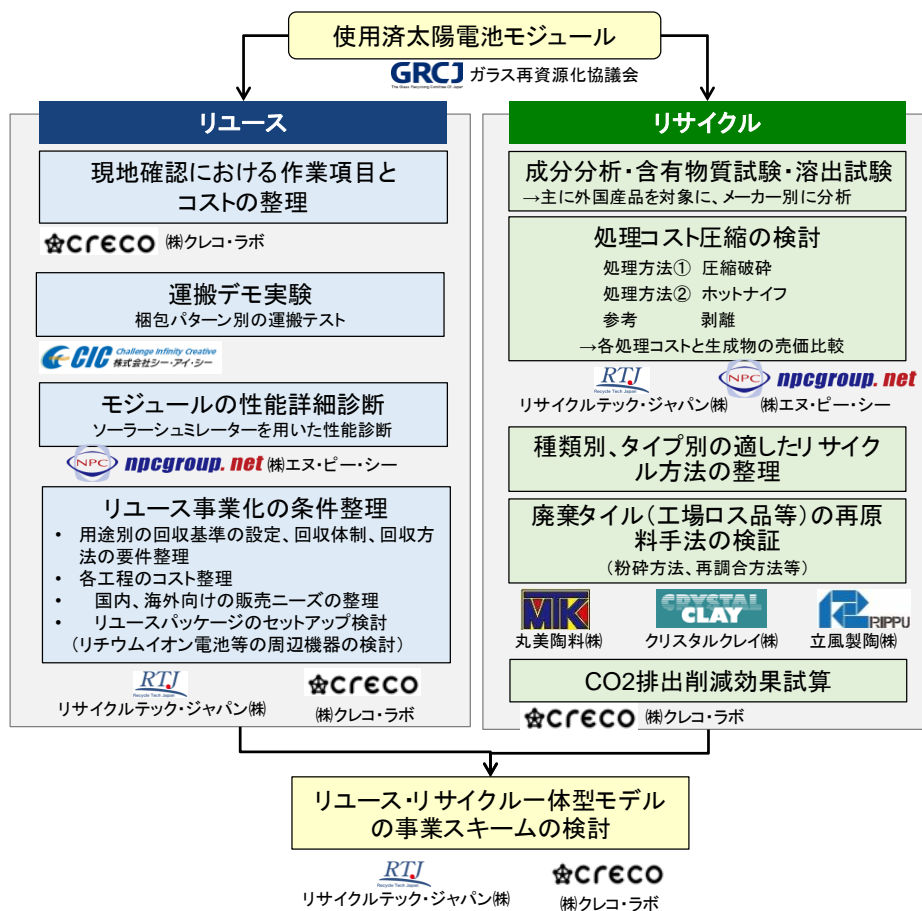 使用済太陽電池モジュール
GRCJ ガラス再資源化協議会
The Glass Recycling Committee Of Japan
リユース
現地確認における作業項目と
コストの整理
creco ㈱クレコ・ラボ
運搬デモ実験
梱包パターン別の運搬テスト
CIC Challenge Infinity Creative
株式会社シー・アイ・シー
モジュールの性能詳細診断
ソーラーシュミレーターを用いた性能診断
NPC npcgroup.net ㈱エヌ・ピー・シー
リユース事業化の条件整理
• 用途別の回収基準の設定、回収体制、回収方
法の要件整理
• 各工程のコスト整理
• 国内、海外向けの販売ニーズの整理
• リユースパッケージのセットアップ検討
(リチウムイオン電池等の周辺機器の検討)
RTJ
Recycle Tech Japan
リサイクルテック・ジャパン㈱
creco
㈱クレコ・ラボ
リサイクル
成分分析・含有物質試験・溶出試験
→主に外国産品を対象に、メーカー別に分析
処理コスト圧縮の検討
処理方法① 圧縮破砕
処理方法② ホットナイフ
参考 剥離
→各処理コストと生成物の売価比較
RTJ
Recycle Tech Japan
リサイクルテック・ジャパン㈱
NPC npcgroup.net
㈱エヌ・ピー・シー
種類別、タイプ別の適したリサイ
クル方法の整理
廃棄タイル(工場ロス品等)の再原
料手法の検証
(粉砕方法、再調合方法等)
MTK
丸美陶料㈱
CRYSTAL
CLAY
クリスタルクレイ㈱
RIPPU
立風製陶㈱
CO2排出削減効果試算
creco ㈱クレコ・ラボ
リユース・リサイクル一体型モデル
の事業スキームの検討
RTJ
Recycle Tech Japan
リサイクルテック・ジャパン㈱
creco
㈱クレコ・ラボ